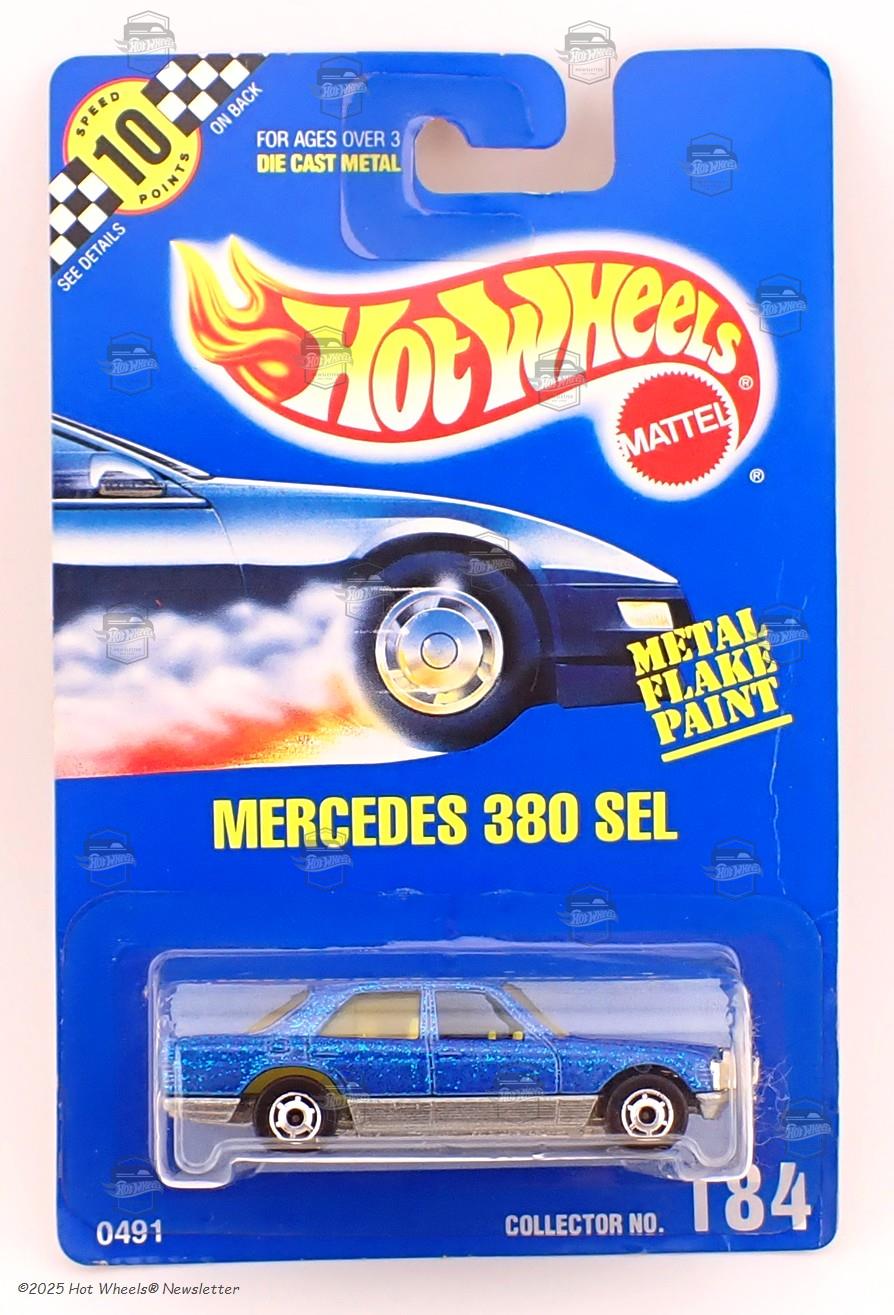 SPEED
10
POINTS
ON BACK
SEE DETAILS
FOR AGES OVER 3
DIE CAST METAL
Hot Wheels
®
MATTEL
®
METAL
FLAKE
PAINT
MERCEDES 380 SEL
0491
COLLECTOR NO. 184
©2025 Hot Wheels® Newsletter